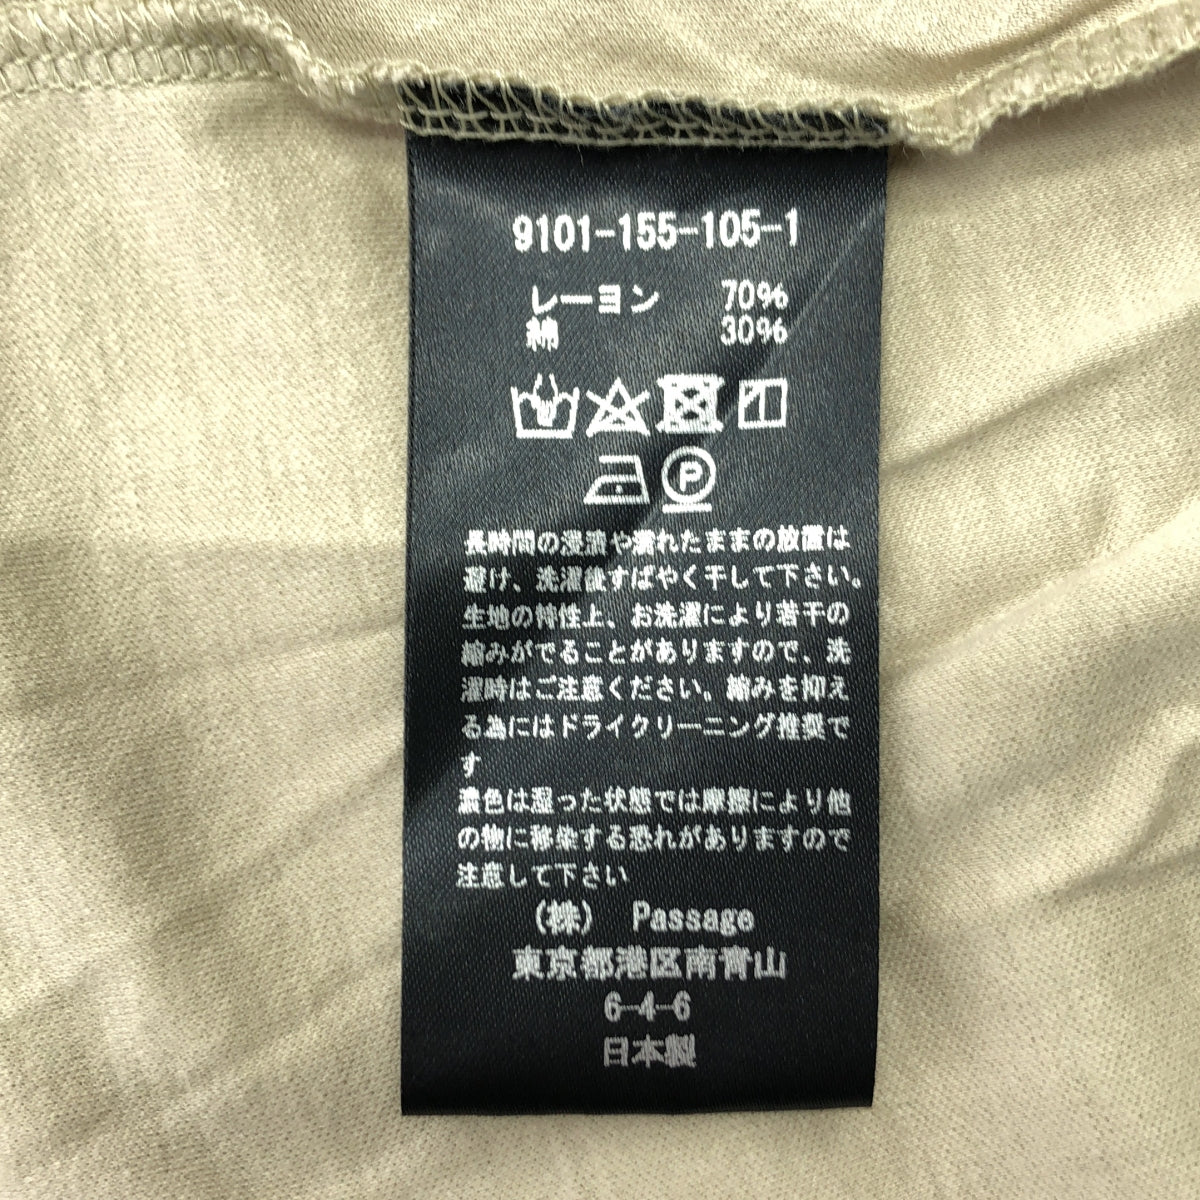 9101-155-105-1
レーヨン 70%
綿 30%
P
長時間の浸漬や濡れたままの放置は
避け、洗濯後すばやく干して下さい。
生地の特性上、お洗濯により若干の
縮みがでることがありますので、洗
濯時はご注意ください。縮みを抑え
る為にはドライクリーニング推奨で
す
濃色は湿った状態では摩擦により他
の物に移染する恐れがありますので
注意して下さい
(株) Passage
東京都港区南青山
6-4-6
日本製